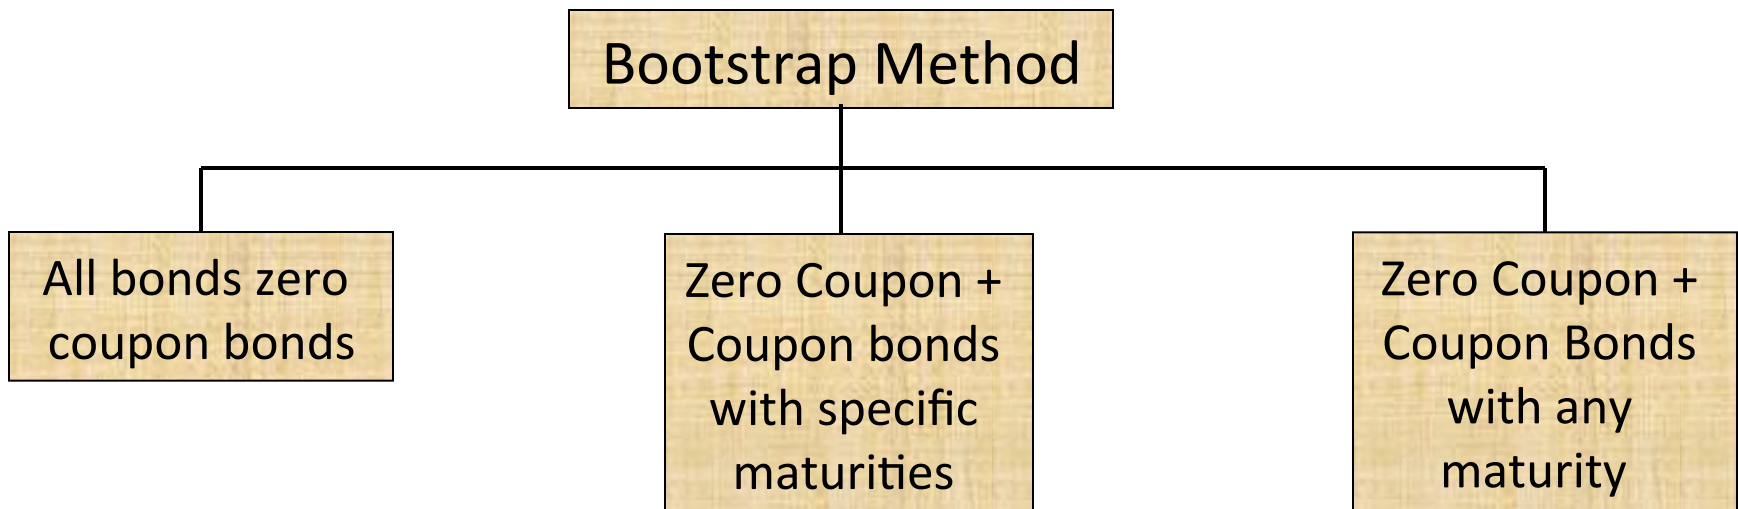 Bootstrap Method
All bonds zero
coupon bonds
Zero Coupon +
Coupon bonds
with specific
maturities
Zero Coupon +
Coupon Bonds
with any
maturity